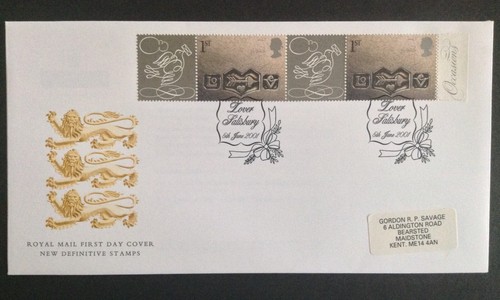 1st
1st
Occasions
Lover
Salisbury
5th June 2001
Lover
Salisbury
5th June 2001
ROYAL MAIL FIRST DAY COVER
NEW DEFINITIVE STAMPS
GORDON R. P. SAVAGE
6 ALDINGTON ROAD
BEARSTED
MAIDSTONE
KENT. ME14 4AN